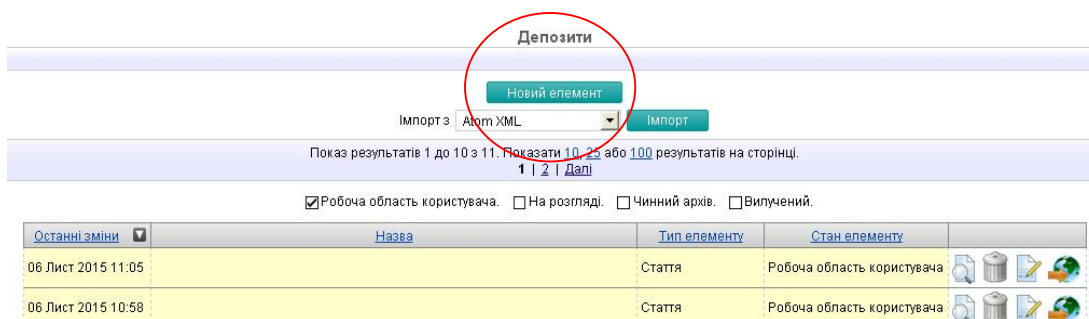 Депозити
Новий елемент
Імпорт з Atom XML Імпорт
Показ результатів 1 до 10 з 11. Показати 10, 25 або 100 результатів на сторінці.
1 | 2 | Далі
Робоча область користувача. На розгляді. Чинний архів. Вилучений.
Останні зміни Назва Тип елементу Стан елементу
06 Лист 2015 11:05 Стаття Робоча область користувача
06 Лист 2015 10:58 Стаття Робоча область користувача